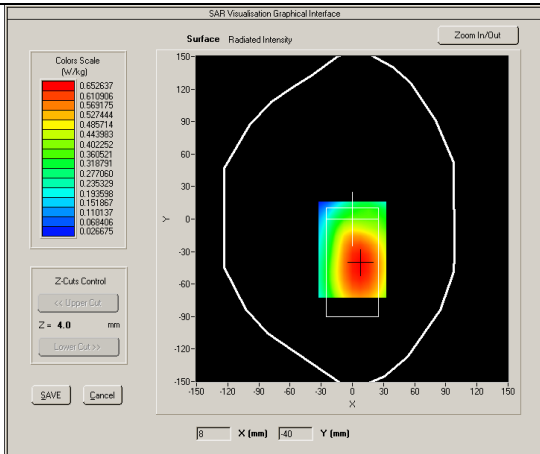 SAR Visualisation Graphical Interface
Surface Radiated Intensity
Zoom In/Out
Colors Scale
(W/kg)
0.652637
0.610906
0.569175
0.527444
0.485714
0.443983
0.402252
0.360521
0.318791
0.277060
0.235329
0.193598
0.151867
0.110137
0.068406
0.026675
Z-Cuts Control
<< Upper Cut
Z = 4.0 mm
Lower Cut >>
SAVE Cancel
150
120
90
60
30
0
-30
-60
-90
-120
-150
Y
-150 -120 -90 -60 -30 0 30 60 90 120 150
X
8 X (mm) -40 Y (mm)